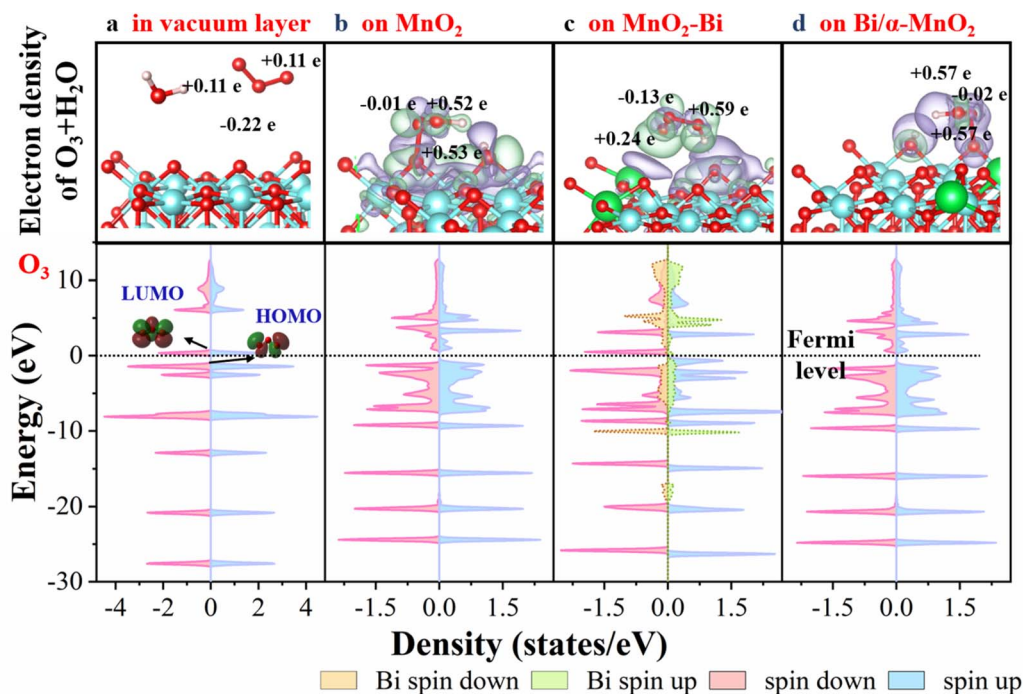 a in vacuum layer
b on MnO₂
c on MnO₂-Bi
d on Bi/α-MnO₂
Electron density
of O₃+H₂O
+0.11 e
+0.11 e
-0.22 e
-0.01 e
+0.52 e
+0.53 e
-0.13 e
+0.59 e
+0.24 e
+0.57 e
-0.02 e
+0.57 e
O₃
LUMO
HOMO
Fermi
level
Energy (eV)
10
0
-10
-20
-30
-4 -2 0 2 4
-1.5 0.0 1.5
-1.5 0.0 1.5
-1.5 0.0 1.5
Density (states/eV)
Bi spin down Bi spin up spin down spin up